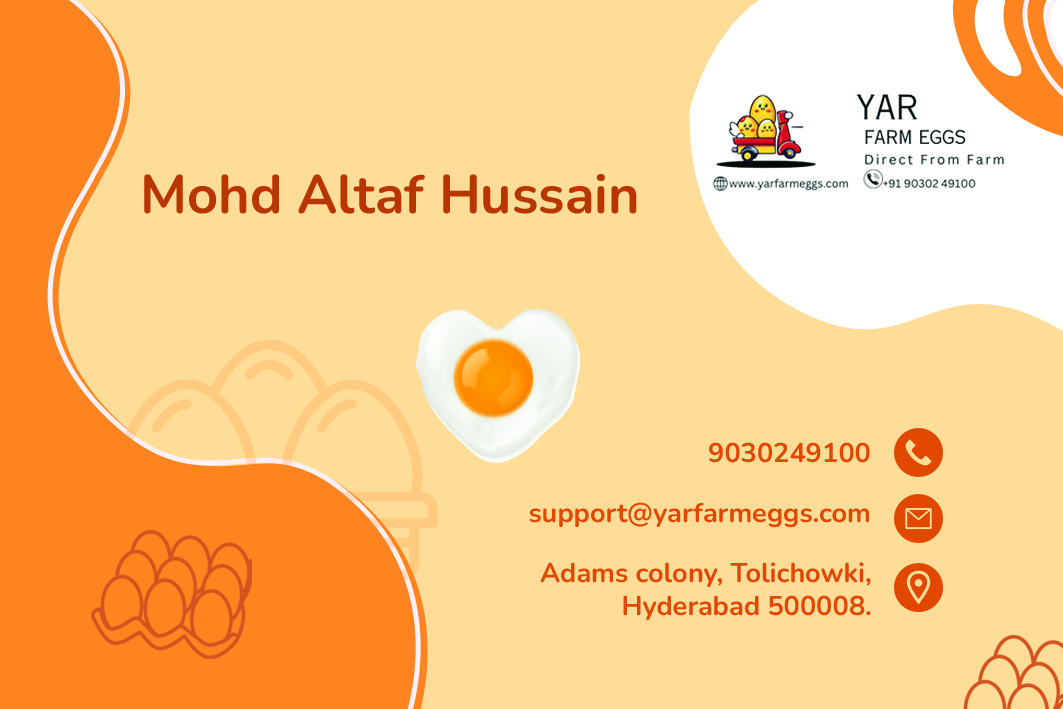 YAR
FARM EGGS
Direct From Farm
www.yarfarmeggs.com
+91 90302 49100
Mohd Altaf Hussain
9030249100
support@yarfarmeggs.com
Adams colony, Tolichowki,
Hyderabad 500008.